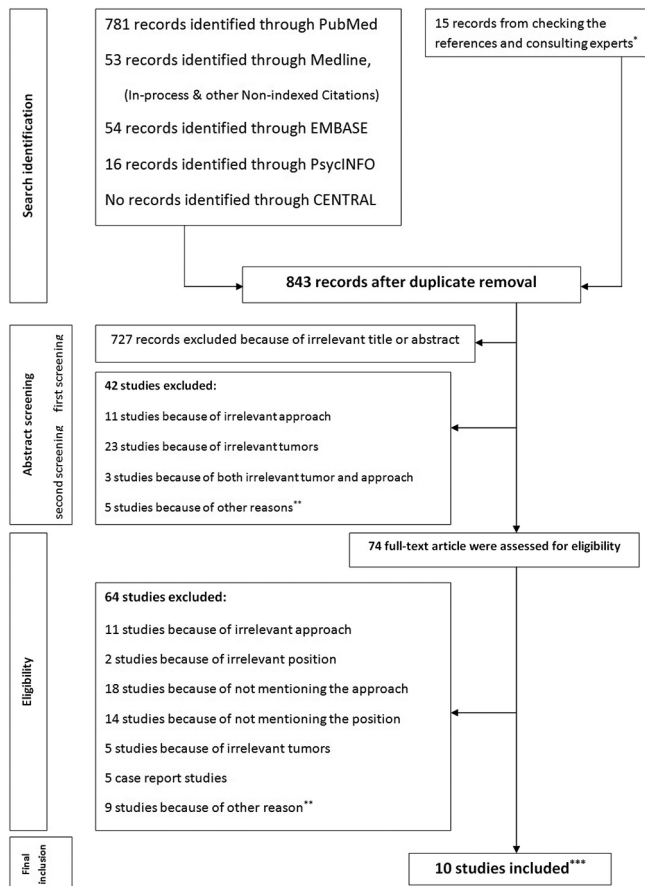 Search identification
781 records identified through PubMed
53 records identified through Medline,
(In-process & other Non-indexed Citations)
54 records identified through EMBASE
16 records identified through PsycINFO
No records identified through CENTRAL
15 records from checking the
references and consulting experts*
843 records after duplicate removal
Abstract screening
second screening first screening
727 records excluded because of irrelevant title or abstract
42 studies excluded:
11 studies because of irrelevant approach
23 studies because of irrelevant tumors
3 studies because of both irrelevant tumor and approach
5 studies because of other reasons**
74 full-text article were assessed for eligibility
Eligibility
64 studies excluded:
11 studies because of irrelevant approach
2 studies because of irrelevant position
18 studies because of not mentioning the approach
14 studies because of not mentioning the position
5 studies because of irrelevant tumors
5 case report studies
9 studies because of other reason**
Final
inclusion
10 studies included***